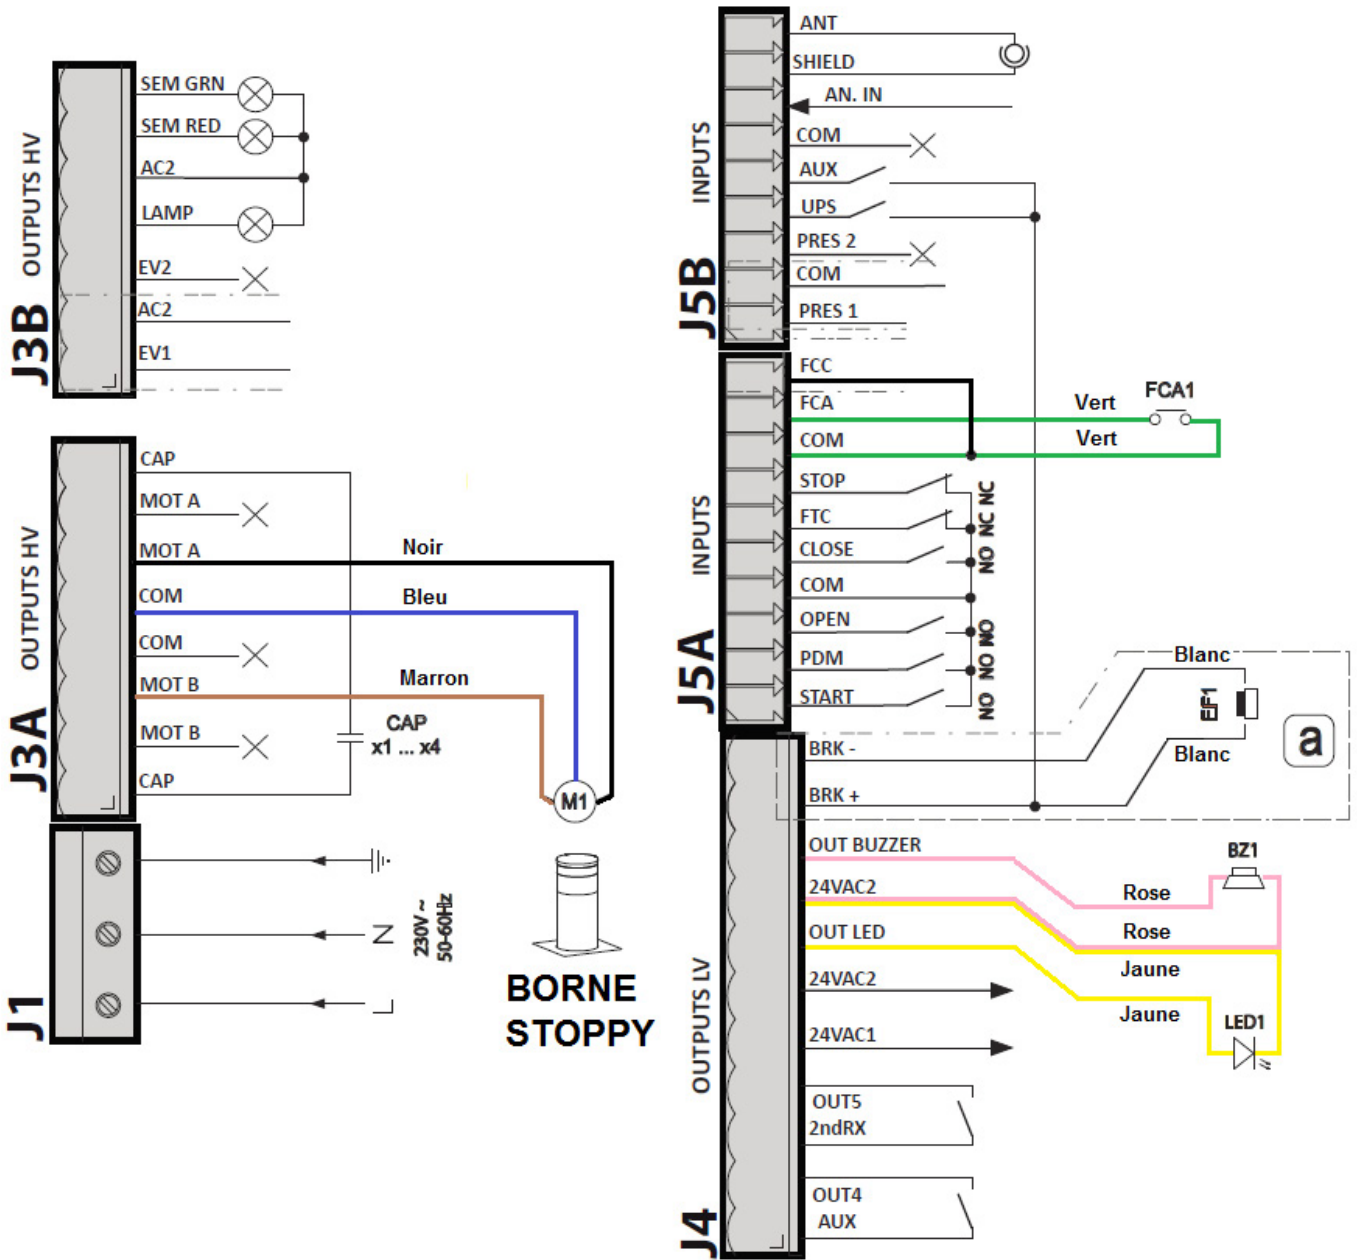 J3B
OUTPUTS HV
SEM GRN
SEM RED
AC2
LAMP
EV2
AC2
EV1
J3A
OUTPUTS HV
CAP
MOT A
MOT A
Noir
COM
Bleu
COM
MOT B
Marron
MOT B
CAP
CAP
x1 ... x4
M1
J1
N
L
230V ~
50-60Hz
BORNE
STOPPY
J5B
INPUTS
ANT
SHIELD
AN. IN
COM
AUX
UPS
PRES 2
COM
PRES 1
J5A
INPUTS
FCC
FCA
Vert
FCA1
COM
Vert
STOP
NC
FTC
NC
CLOSE
NO
COM
OPEN
NO
PDM
NO
START
NO
J4
OUTPUTS LV
BRK -
Blanc
EF1
a
Blanc
BRK +
OUT BUZZER
BZ1
Rose
24VAC2
Rose
OUT LED
Jaune
24VAC2
Jaune
LED1
24VAC1
OUT5
2ndRX
OUT4
AUX